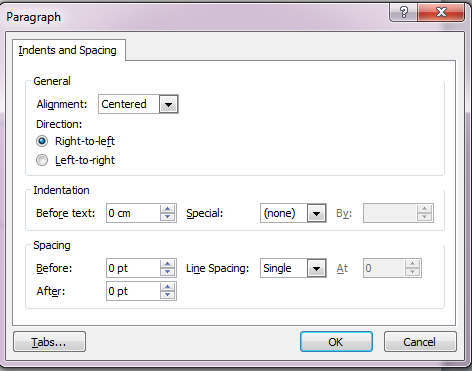 Paragraph
Indents and Spacing
General
Alignment: Centered
Direction:
Right-to-left
Left-to-right
Indentation
Before text: 0 cm Special: (none) By:
Spacing
Before: 0 pt Line Spacing: Single At 0
After: 0 pt
Tabs... OK Cancel